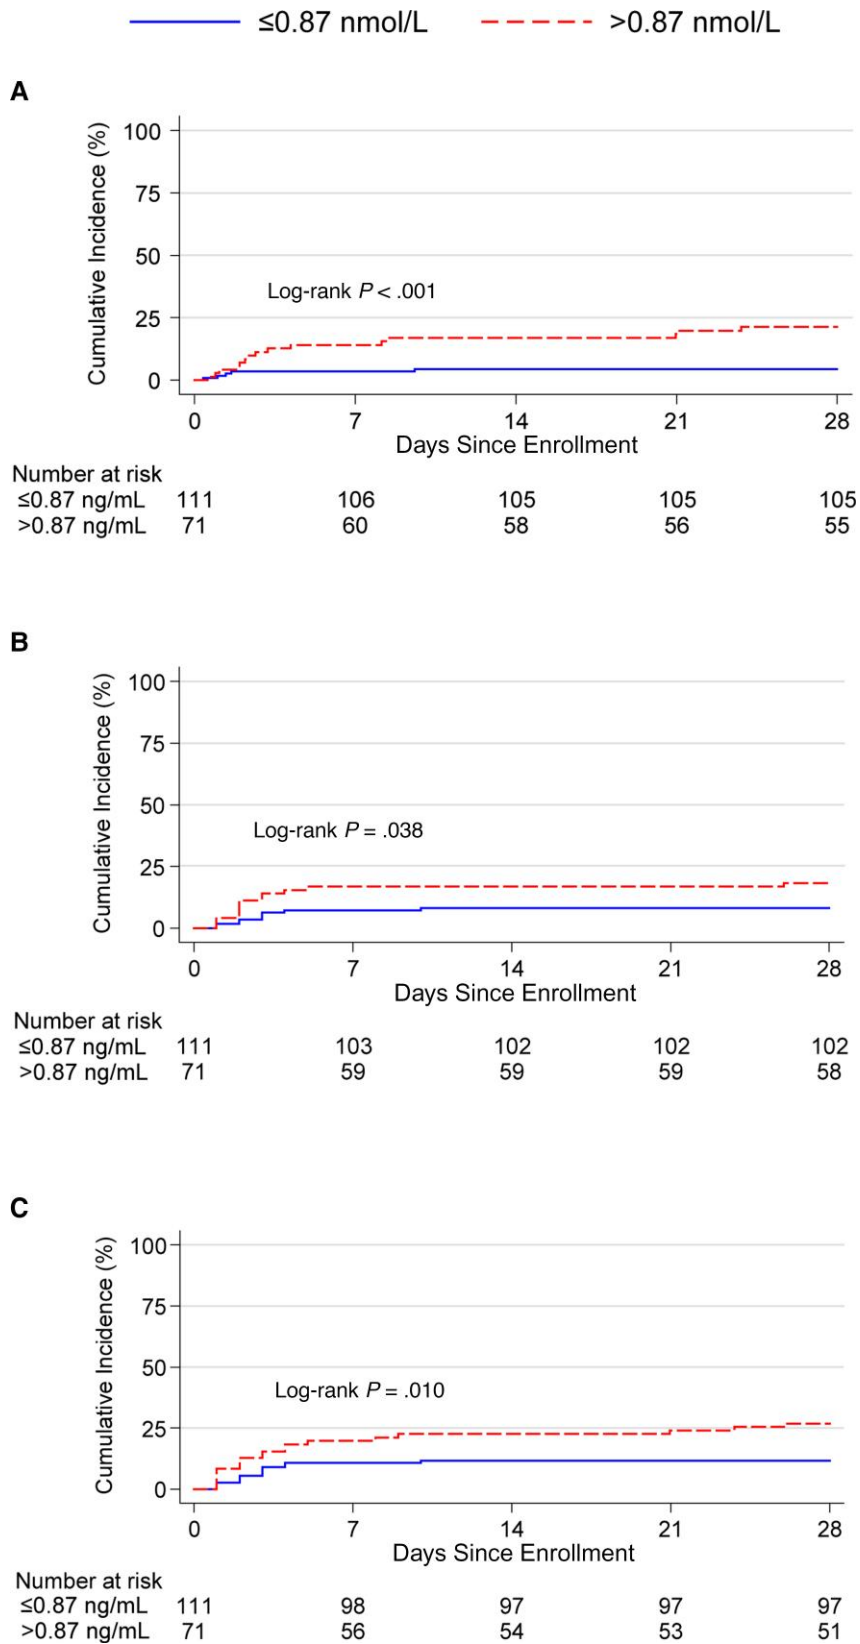 ≤0.87 nmol/L >0.87 nmol/L
A
Cumulative Incidence (%)
100
75
50
25
0
Log-rank P < .001
0 7 14 21 28
Days Since Enrollment
Number at risk
≤0.87 ng/mL 111 106 105 105 105
>0.87 ng/mL 71 60 58 56 55
B
Cumulative Incidence (%)
100
75
50
25
0
Log-rank P = .038
0 7 14 21 28
Days Since Enrollment
Number at risk
≤0.87 ng/mL 111 103 102 102 102
>0.87 ng/mL 71 59 59 59 58
C
Cumulative Incidence (%)
100
75
50
25
0
Log-rank P = .010
0 7 14 21 28
Days Since Enrollment
Number at risk
≤0.87 ng/mL 111 98 97 97 97
>0.87 ng/mL 71 56 54 53 51